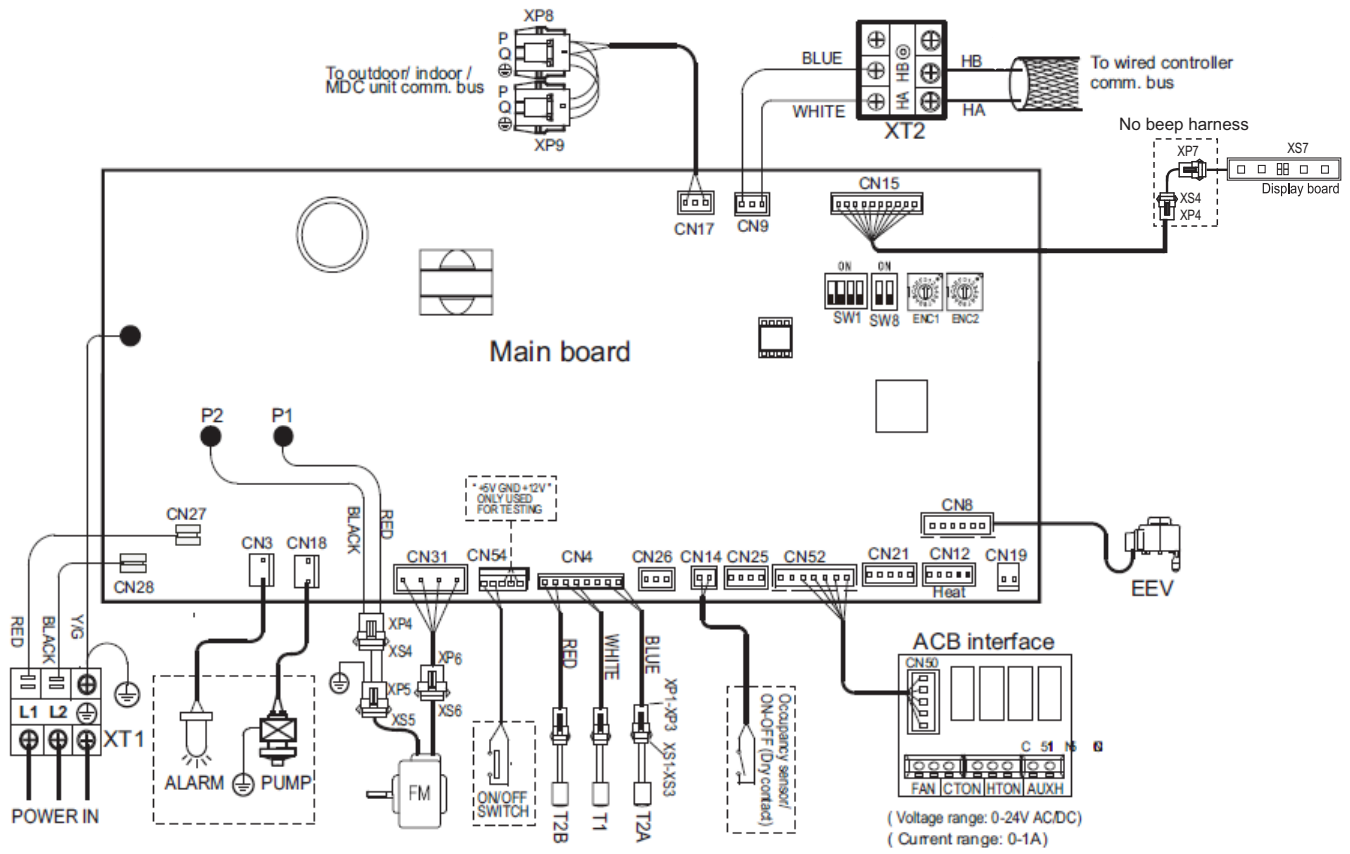 XP8
P
Q
To outdoor/ indoor /
MDC unit comm. bus
P
Q
XP9
BLUE
WHITE
HB
HA
XT2
HB
HA
To wired controller
comm. bus
No beep harness
XP7
XS7
Display board
XS4
XP4
CN17
CN9
CN15
ON
ON
SW1
SW8
ENC1
ENC2
Main board
P2
P1
BLACK
RED
" +5V GND +12V "
ONLY USED
FOR TESTING
CN27
CN28
CN3
CN18
CN31
CN54
CN4
CN26
CN14
CN25
CN52
CN21
CN12
Heat
CN19
CN8
EEV
RED
BLACK
Y/G
L1 L2
XT1
POWER IN
ALARM
PUMP
XP4
XS4
XP5
XS5
XP6
XS6
FM
ON/OFF
SWITCH
RED
WHITE
BLUE
XP1-XP3
XS1-XS3
T2B
T1
T2A
Occupancy sensor/
ON-OFF (Dry contact)
ACB interface
CN50
FAN CTON HTON AUXH
( Voltage range: 0-24V AC/DC)
( Current range: 0-1A)